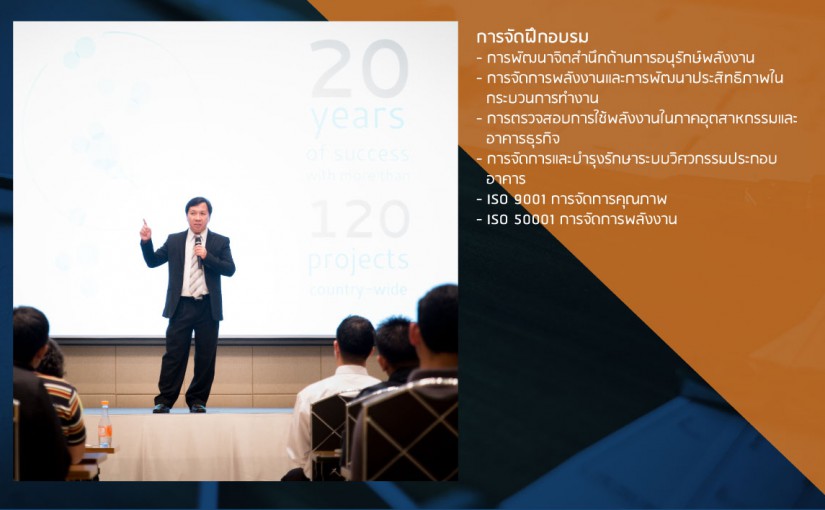 20
years
of success
120
projects
country-wide
การจัดฝึกอบรม
- การพัฒนาจิตสำนึกด้านการอนุรักษ์พลังงาน
- การจัดการพลังงานและการพัฒนาประสิทธิภาพใน
กระบวนการทำงาน
- การตรวจสอบการใช้พลังงานในภาคอุตสาหกรรมและ
อาคารธุรกิจ
- การจัดการและบำรุงรักษาระบบวิศวกรรมประกอบ
อาคาร
- ISO 9001 การจัดการคุณภาพ
- ISO 50001 การจัดการพลังงาน